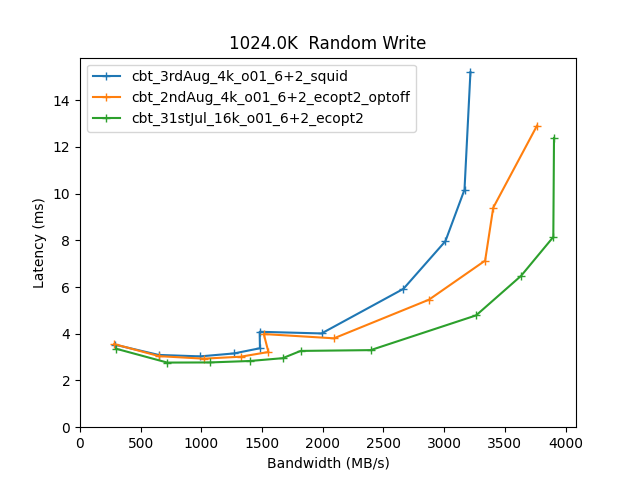 1024.0K  Random Write
cbt_3rdAug_4k_o01_6+2_squid
cbt_2ndAug_4k_o01_6+2_ecopt2_optoff
cbt_31stJul_16k_o01_6+2_ecopt2
Latency (ms)
14
12
10
8
6
4
2
0
0 500 1000 1500 2000 2500 3000 3500 4000
Bandwidth (MB/s)